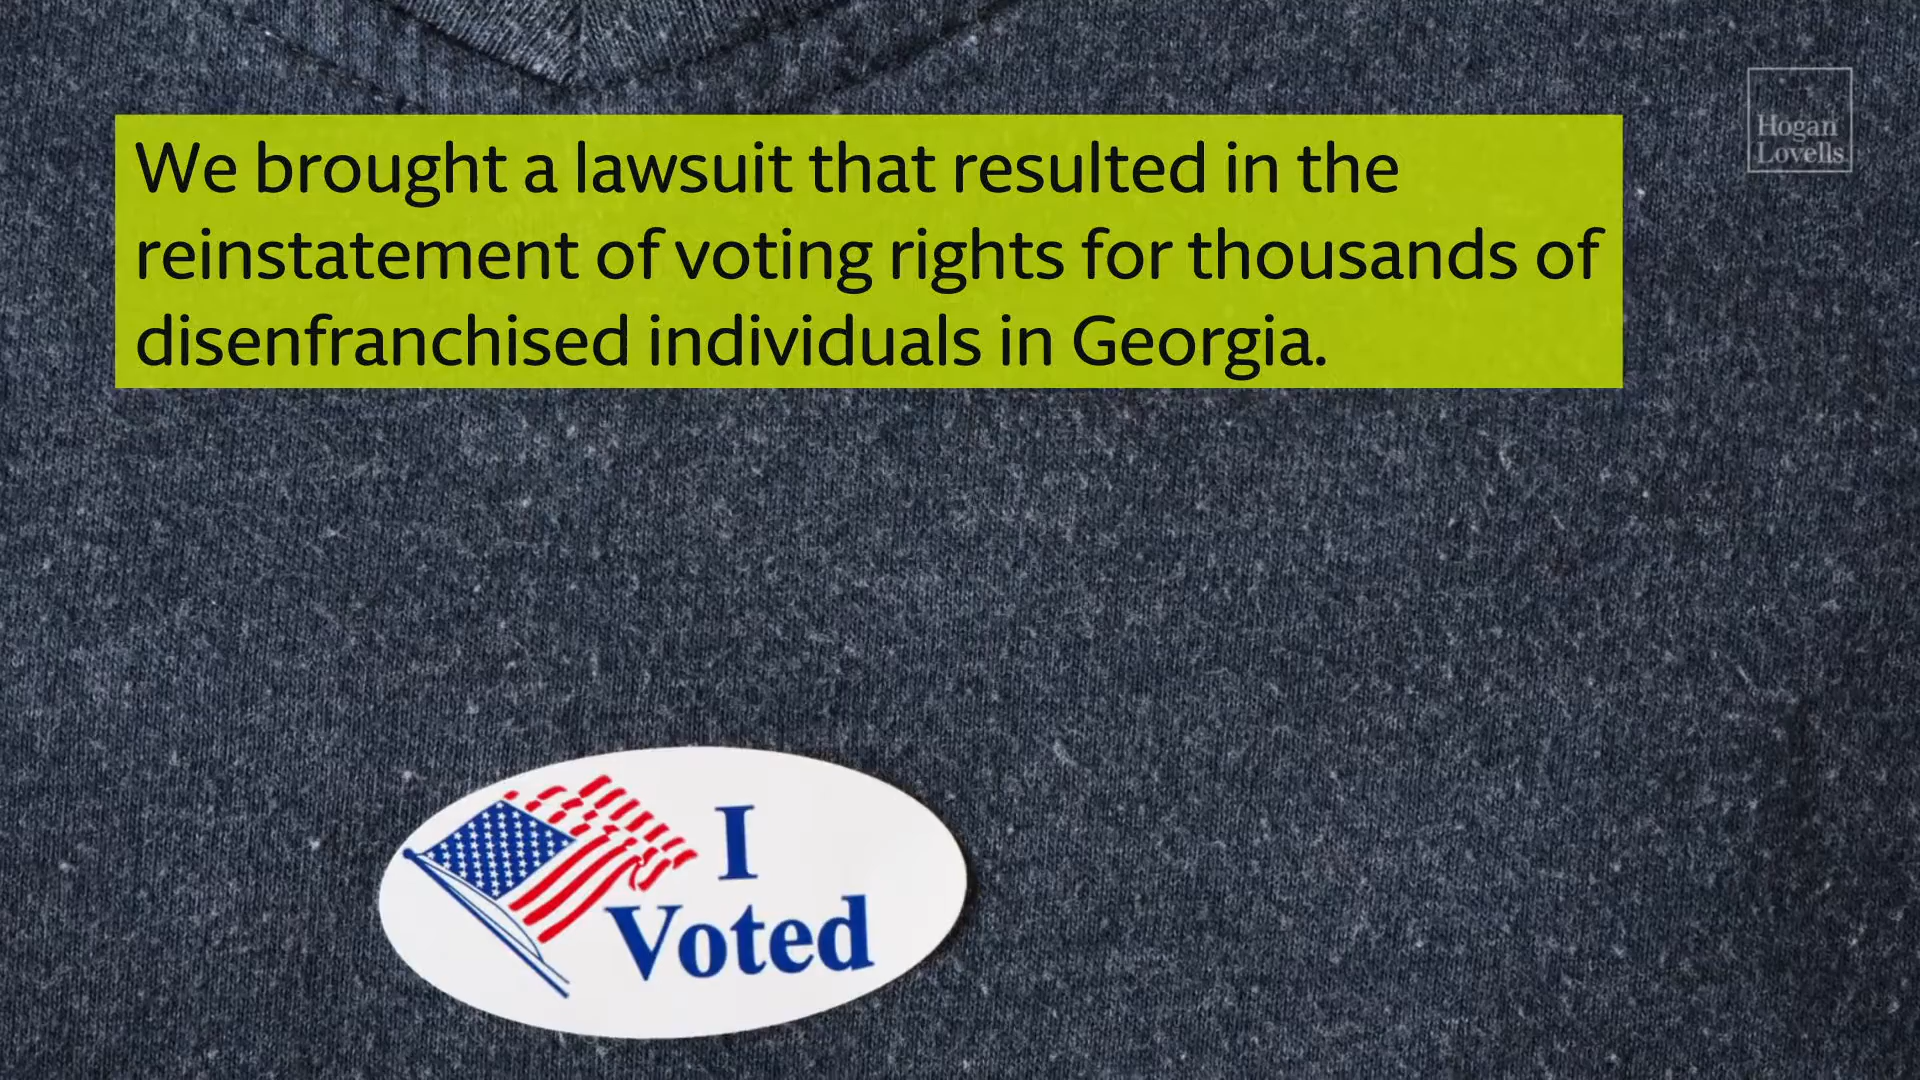 We brought a lawsuit that resulted in the
reinstatement of voting rights for thousands of
disenfranchised individuals in Georgia.
Hogan
Lovells
I
Voted